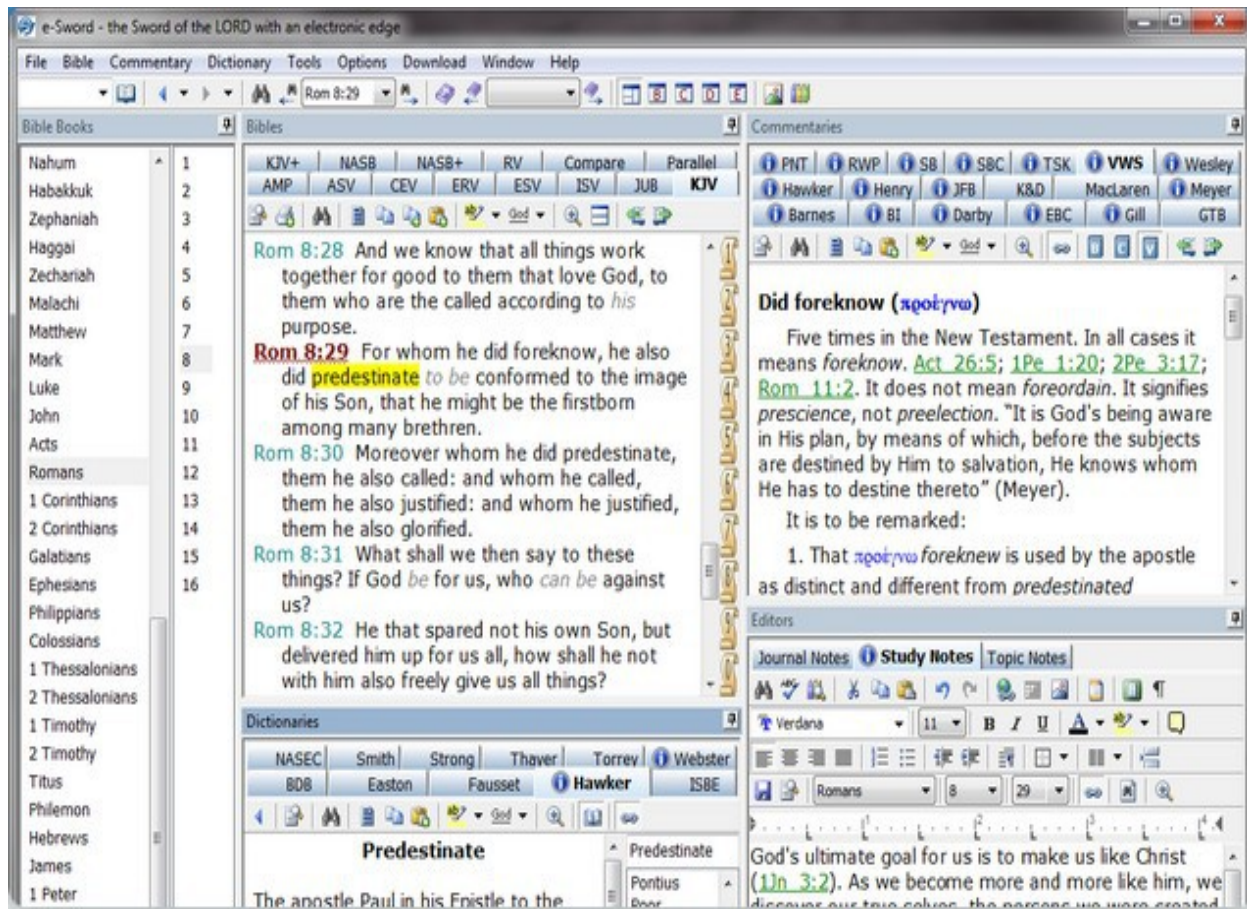 e-Sword - the Sword of the LORD with an electronic edge
File Bible Commentary Dictionary Tools Options Download Window Help
Rom 8:29 B C D E
Bible Books
Nahum
Habakkuk
Zephaniah
Haggai
Zechariah
Malachi
Matthew
Mark
Luke
John
Acts
Romans
1 Corinthians
2 Corinthians
Galatians
Ephesians
Philippians
Colossians
1 Thessalonians
2 Thessalonians
1 Timothy
2 Timothy
Titus
Philemon
Hebrews
James
1 Peter
1
2
3
4
5
6
7
8
9
10
11
12
13
14
15
16
Bibles
KJV+ NASB NASB+ RV Compare Parallel
AMP ASV CEV ERV ESV ISV JUB KJV
God
Rom 8:28 And we know that all things work
together for good to them that love God, to
them who are the called according to his
purpose.
Rom 8:29 For whom he did foreknow, he also
did predestinate to be conformed to the image
of his Son, that he might be the firstborn
among many brethren.
Rom 8:30 Moreover whom he did predestinate,
them he also called: and whom he called,
them he also justified: and whom he justified,
them he also glorified.
Rom 8:31 What shall we then say to these
things? If God be for us, who can be against
us?
Rom 8:32 He that spared not his own Son, but
delivered him up for us all, how shall he not
with him also freely give us all things?
Dictionaries
NASEC Smith Strong Thayer Torrey Webster
BDB Easton Fausset Hawker ISBE
God
Predestinate
The apostle Paul in his Epistle to the
Predestinate
Pontius
Poor
Commentaries
PNT RWP SB SBC TSK VWS Wesley
Hawker Henry JFB K&D MacLaren Meyer
Barnes BI Darby EBC Gill GTB
God
Did foreknow (προέγνω)
Five times in the New Testament. In all cases it
means foreknow. Act 26:5; 1Pe 1:20; 2Pe 3:17;
Rom 11:2. It does not mean foreordain. It signifies
prescience, not preelection. “It is God's being aware
in His plan, by means of which, before the subjects
are destined by Him to salvation, He knows whom
He has to destine thereto” (Meyer).
It is to be remarked:
1. That προέγνω foreknew is used by the apostle
as distinct and different from predestinated
Editors
Journal Notes Study Notes Topic Notes
Verdana 11 B I U A
Romans 8 29
1 2 3 4
God's ultimate goal for us is to make us like Christ
(1Jn 3:2). As we become more and more like him, we
discover our true selves, the persons we were created